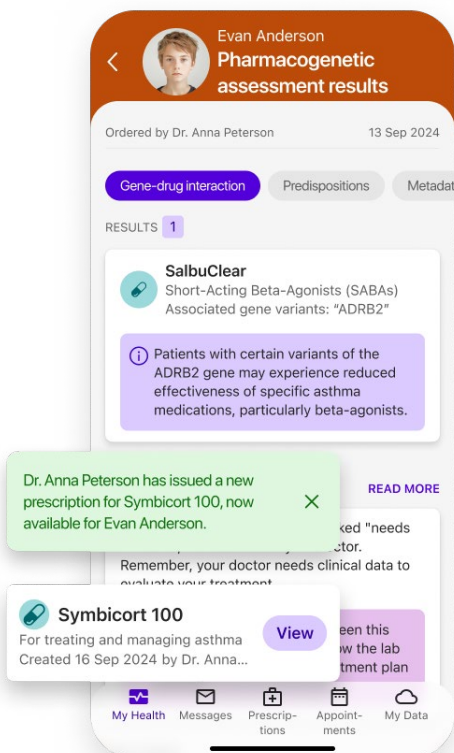 Evan Anderson
Pharmacogenetic
assessment results
Ordered by Dr. Anna Peterson
13 Sep 2024
Gene-drug interaction
Predispositions
Metadat
RESULTS 1
SalbuClear
Short-Acting Beta-Agonists (SABAs)
Associated gene variants: “ADRB2”
Patients with certain variants of the
ADRB2 gene may experience reduced
effectiveness of specific asthma
medications, particularly beta-agonists.
READ MORE
Dr. Anna Peterson has issued a new
prescription for Symbicort 100, now
available for Evan Anderson.
"needs
Remember, your doctor needs clinical data to
evaluate your treatment
Symbicort 100
For treating and managing asthma
Created 16 Sep 2024 by Dr. Anna...
View
this
the lab
plan
My Health
Messages
Prescrip-
tions
Appoint-
ments
My Data